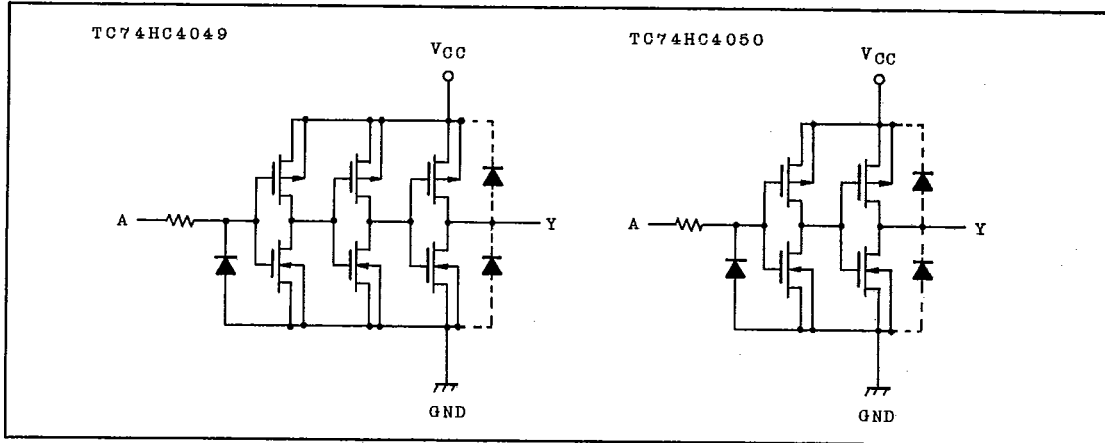 TC74HC4049
VCC
A
Y
GND
TC74HC4050
VCC
A
Y
GND